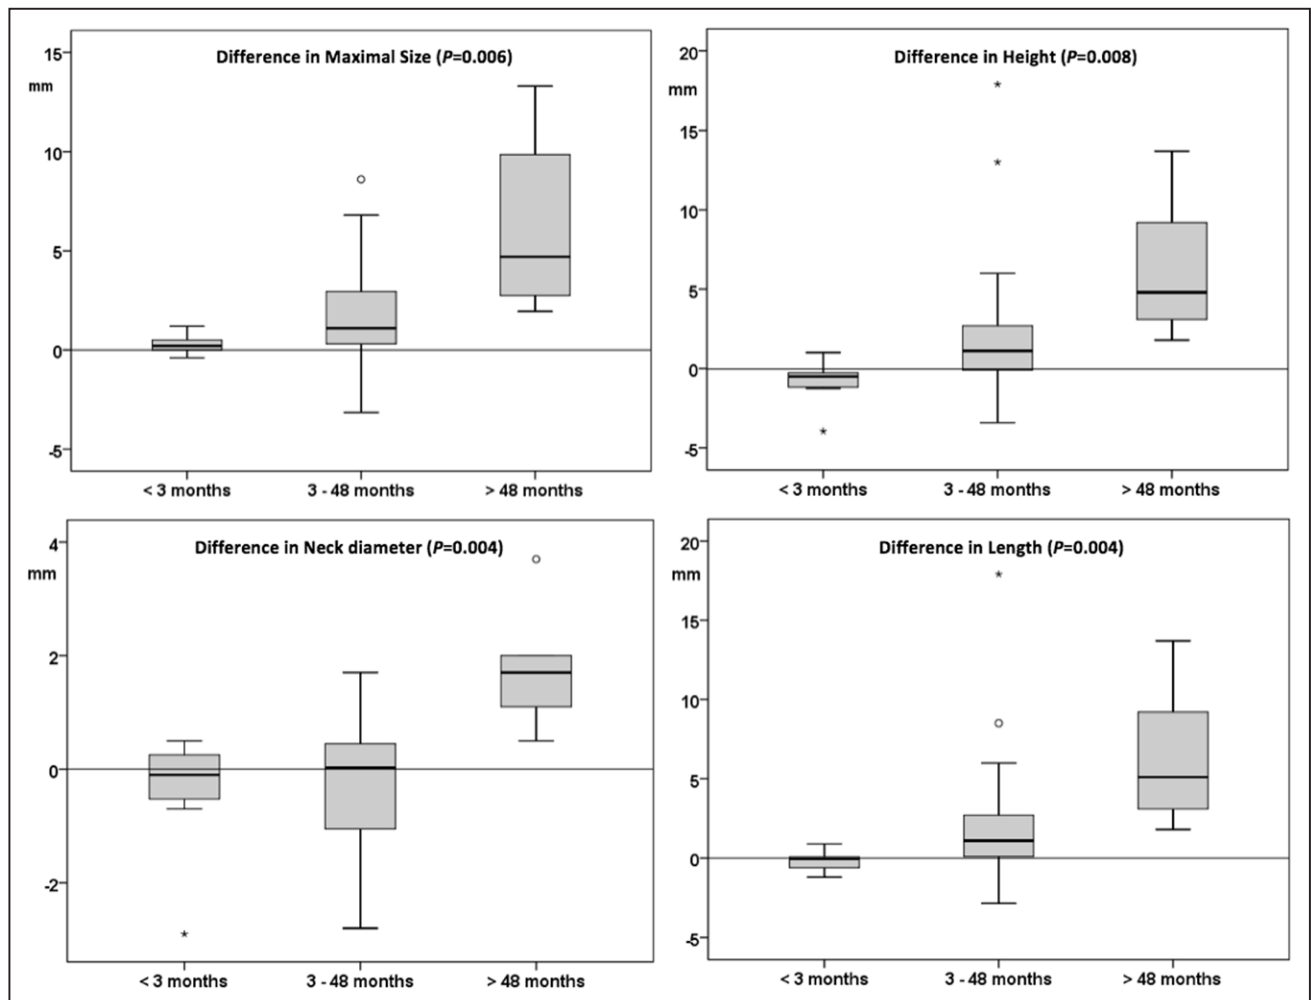 Difference in Maximal Size (P=0.006)
mm
15
10
5
0
-5
< 3 months 3 - 48 months > 48 months
Difference in Height (P=0.008)
mm
20
15
10
5
0
-5
< 3 months 3 - 48 months > 48 months
Difference in Neck diameter (P=0.004)
mm
4
2
0
-2
< 3 months 3 - 48 months > 48 months
Difference in Length (P=0.004)
mm
20
15
10
5
0
-5
< 3 months 3 - 48 months > 48 months